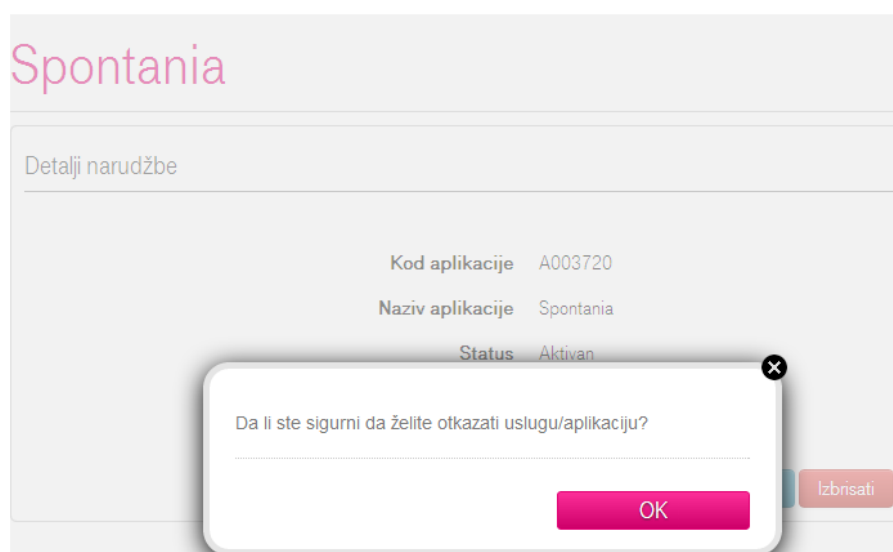 Spontania
Detalji narudžbe
Kod aplikacije A003720
Naziv aplikacije Spontania
Status Aktivan
Da li ste sigurni da želite otkazati uslugu/aplikaciju?
Izbrisati
OK